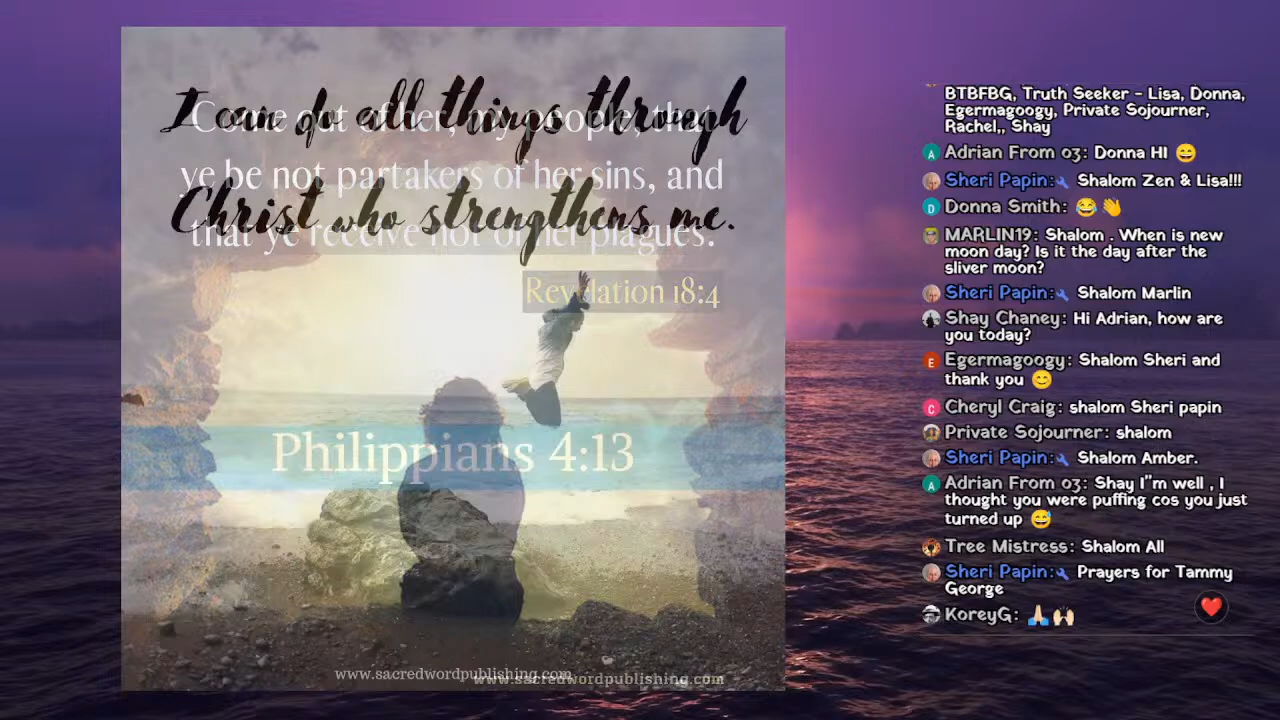 I can do all things through
Christ who strengthens me.
Come out of her, my people, that
ye be not partakers of her sins, and
that ye receive not of her plagues.
Revelation 18:4
Philippians 4:13
www.sacredwordpublishing.com
www.sacredwordpublishing.com
BTBFBG, Truth Seeker - Lisa, Donna,
Egermagoogy, Private Sojourner,
Rachel,, Shay
A Adrian From 03: Donna HI 😄
Sheri Papin: Shalom Zen & Lisa!!!
D Donna Smith: 😂👋
MARLIN19: Shalom . When is new
moon day? Is it the day after the
sliver moon?
Sheri Papin: Shalom Marlin
Shay Chaney: Hi Adrian, how are
you today?
E Egermagoogy: Shalom Sheri and
thank you 😊
C Cheryl Craig: shalom Sheri papin
Private Sojourner: shalom
Sheri Papin: Shalom Amber.
A Adrian From 03: Shay I"m well , I
thought you were puffing cos you just
turned up 😅
Tree Mistress: Shalom All
Sheri Papin: Prayers for Tammy
George
KoreyG: 🙏🏻🙌🏻